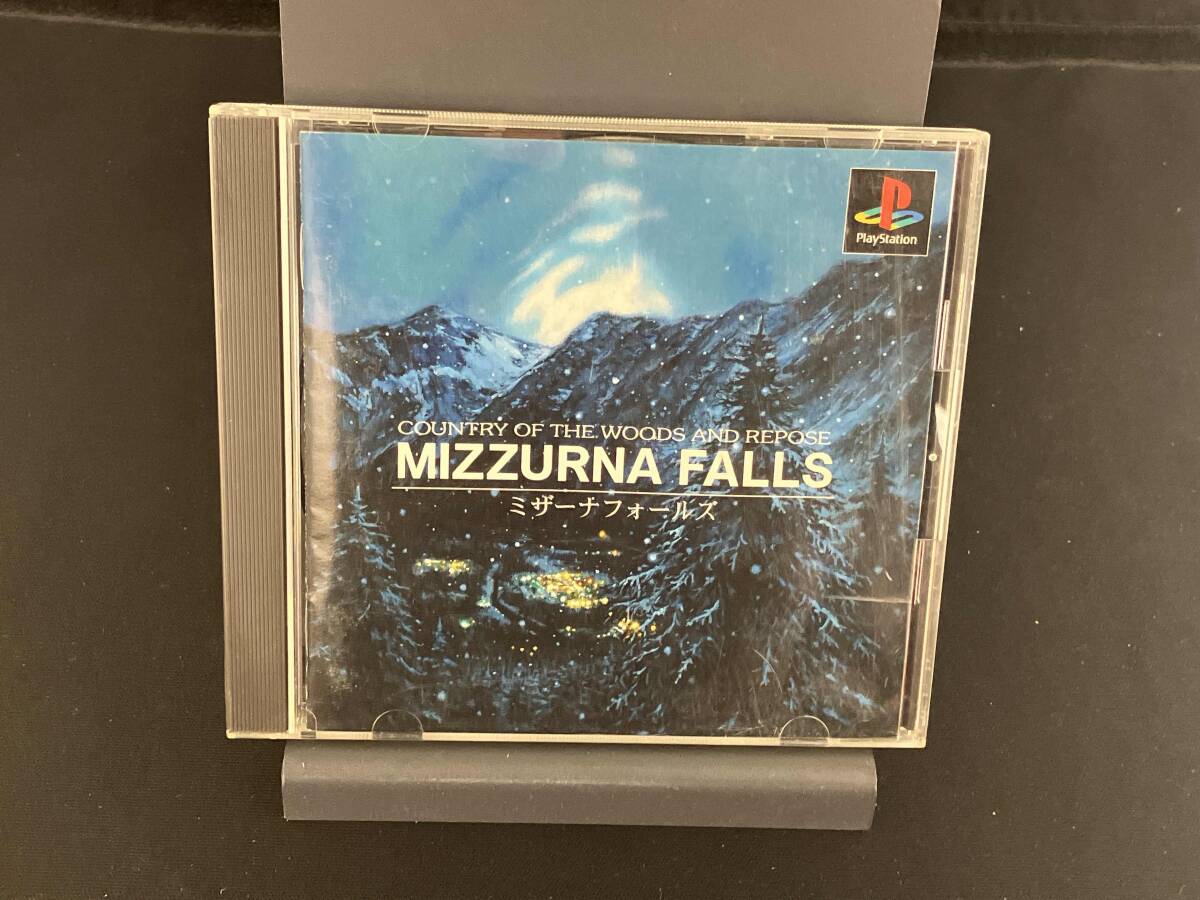 PlayStation
COUNTRY OF THE WOODS AND REPOSE
MIZZURNA FALLS
ミザーナフォールズ